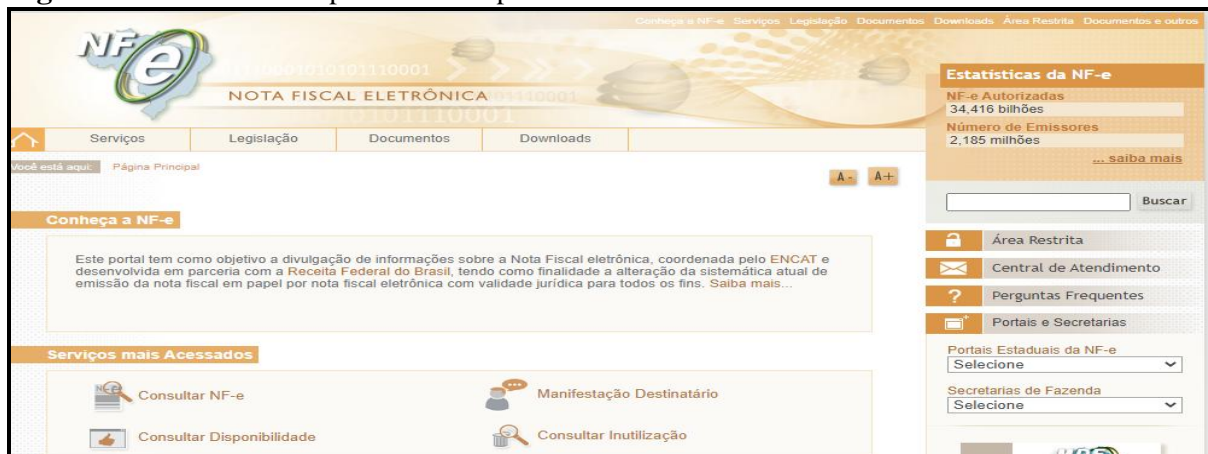 Conheça a NF-e Serviços Legislação Documentos Downloads Área Restrita Documentos e outros
NFe
NOTA FISCAL ELETRÔNICA
Estatísticas da NF-e
NF-e Autorizadas
34,416 bilhões
Número de Emissores
2,185 milhões
... saiba mais
Serviços Legislação Documentos Downloads
Você está aqui: Página Principal
A- A+
Buscar
Conheça a NF-e
Este portal tem como objetivo a divulgação de informações sobre a Nota Fiscal eletrônica, coordenada pelo ENCAT e
desenvolvida em parceria com a Receita Federal do Brasil, tendo como finalidade a alteração da sistemática atual de
emissão da nota fiscal em papel por nota fiscal eletrônica com validade jurídica para todos os fins. Saiba mais...
Área Restrita
Central de Atendimento
Perguntas Frequentes
Portais e Secretarias
Portais Estaduais da NF-e
Selecione
Secretarias de Fazenda
Selecione
Serviços mais Acessados
Consultar NF-e
Manifestação Destinatário
Consultar Disponibilidade
Consultar Inutilização